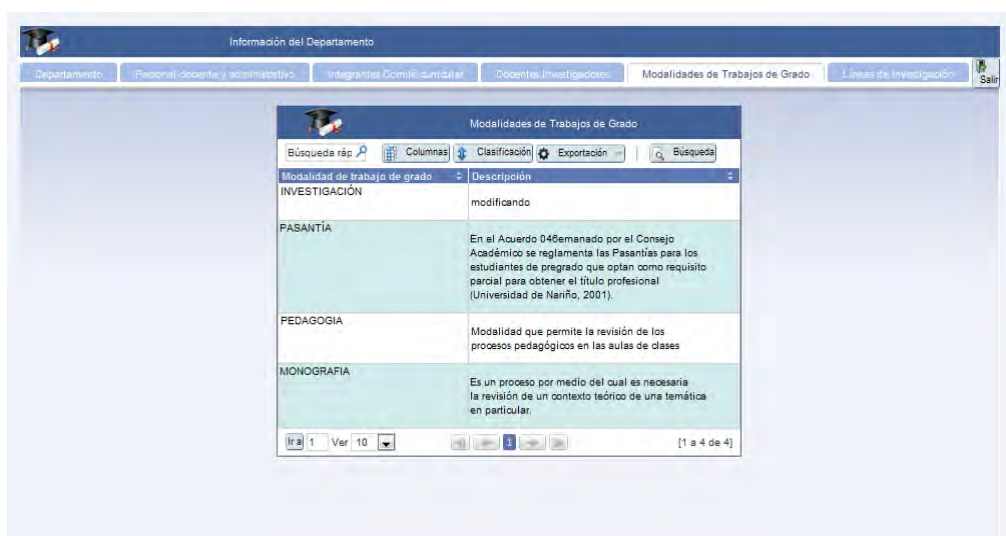 Información del Departamento
Departamento Personal docente y administrativo Integrantes Comité curricular Docentes Investigadores Modalidades de Trabajos de Grado Líneas de Investigación Salir
Modalidades de Trabajos de Grado
Búsqueda ráp Columnas Clasificación Exportación Búsqueda
Modalidad de trabajo de grado Descripción
INVESTIGACIÓN
modificando
PASANTÍA
En el Acuerdo 046emanado por el Consejo
Académico se reglamenta las Pasantías para los
estudiantes de pregrado que optan como requisito
parcial para obtener el título profesional
(Universidad de Nariño, 2001).
PEDAGOGIA
Modalidad que permite la revisión de los
procesos pedagógicos en las aulas de clases
MONOGRAFIA
Es un proceso por medio del cual es necesaria
la revisión de un contexto teórico de una temática
en particular.
Ir a 1 Ver 10 1 [1 a 4 de 4]